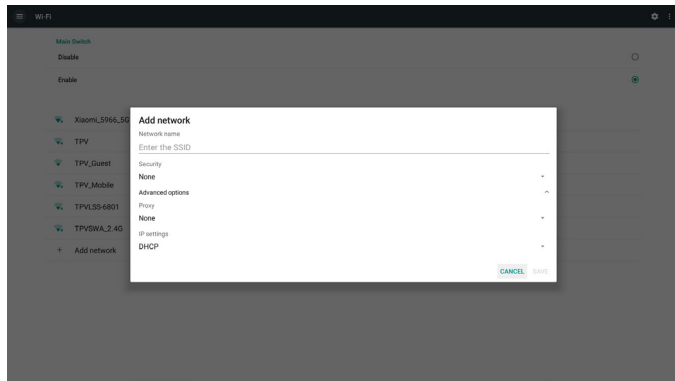 Wi-Fi
Main Switch
Disable
Enable
Xiaomi_5966_5G
TPV
TPV_Guest
TPV_Mobile
TPVLSS-6801
TPVSWA_2.4G
Add network
Add network
Network name
Enter the SSID
Security
None
Advanced options
Proxy
None
IP settings
DHCP
CANCEL SAVE